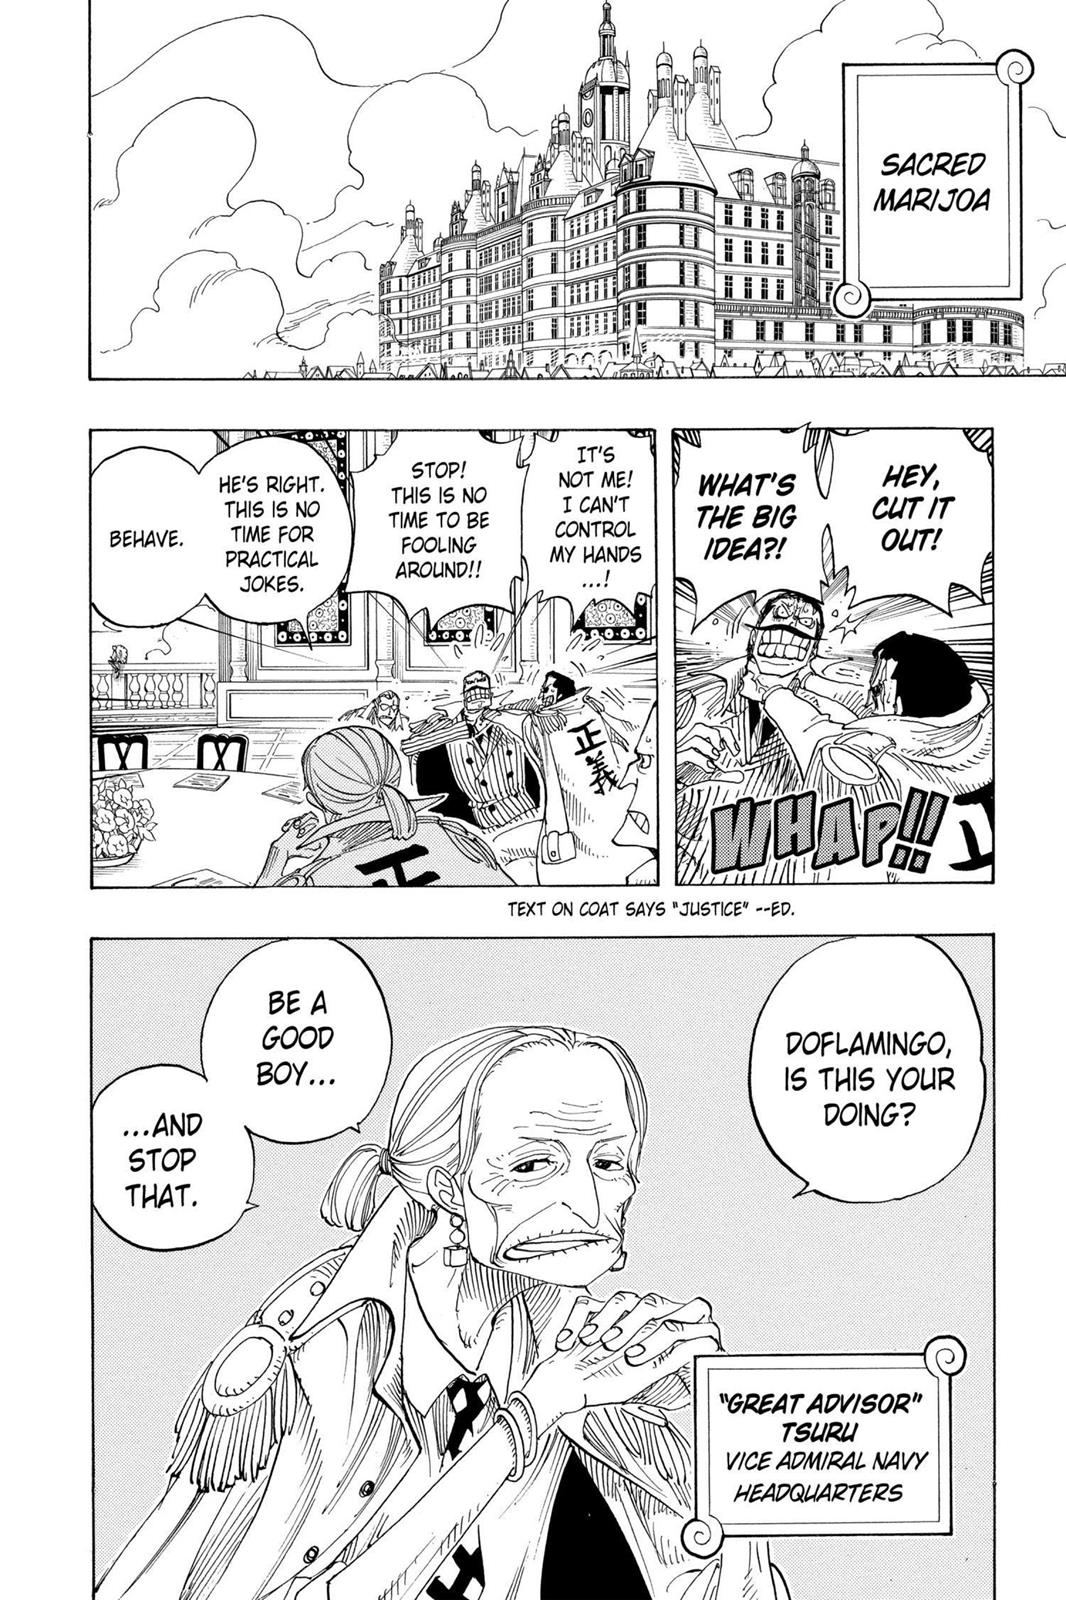 SACRED
MARIJOA
HEY,
CUT IT
OUT!
WHAT'S
THE BIG
IDEA?!
WHAP!!
正
IT'S
NOT ME!
I CAN'T
CONTROL
MY HANDS
...!
STOP!
THIS IS NO
TIME TO BE
FOOLING
AROUND!!
HE'S RIGHT.
THIS IS NO
TIME FOR
PRACTICAL
JOKES.
BEHAVE.
正義
正
TEXT ON COAT SAYS "JUSTICE" --ED.
DOFLAMINGO,
IS THIS YOUR
DOING?
BE A
GOOD
BOY...
...AND
STOP
THAT.
"GREAT ADVISOR"
TSURU
VICE ADMIRAL NAVY
HEADQUARTERS